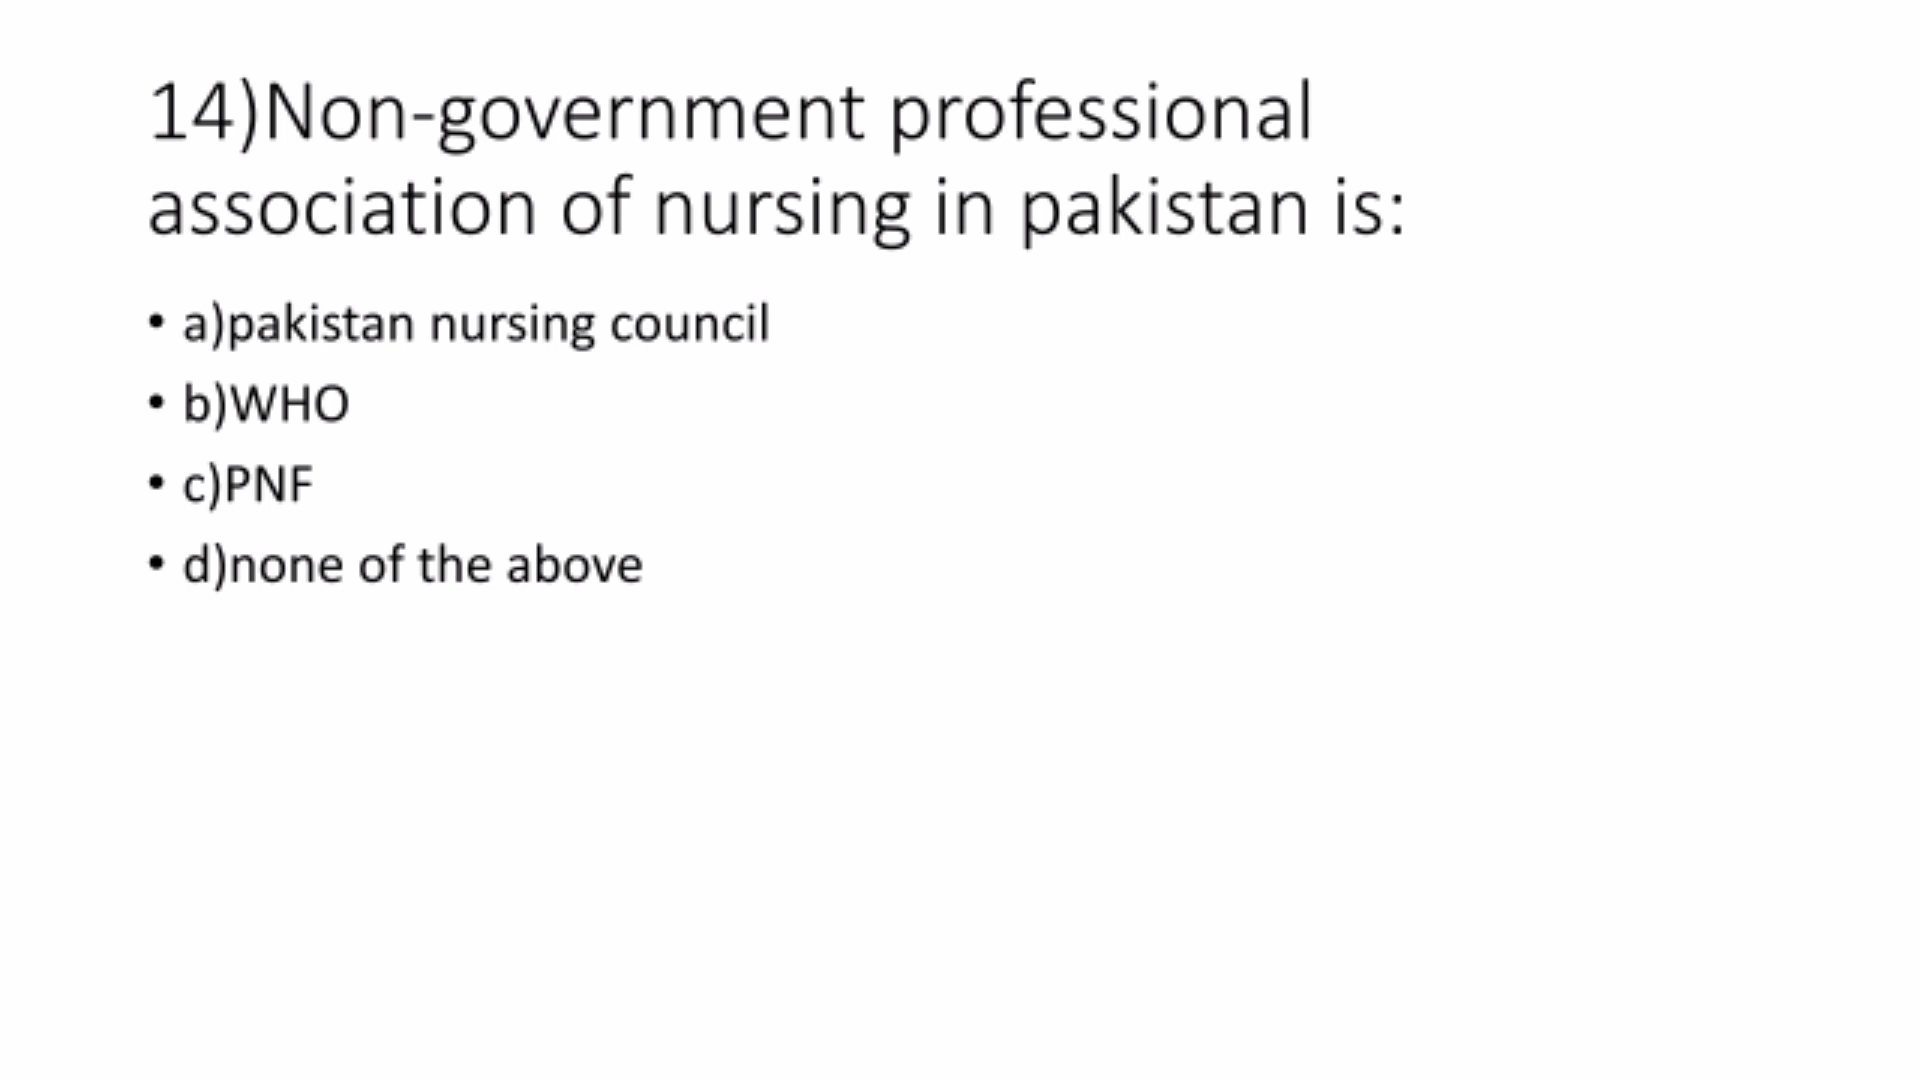 14)Non-government professional
association of nursing in pakistan is:
• a)pakistan nursing council
• b)WHO
• c)PNF
• d)none of the above